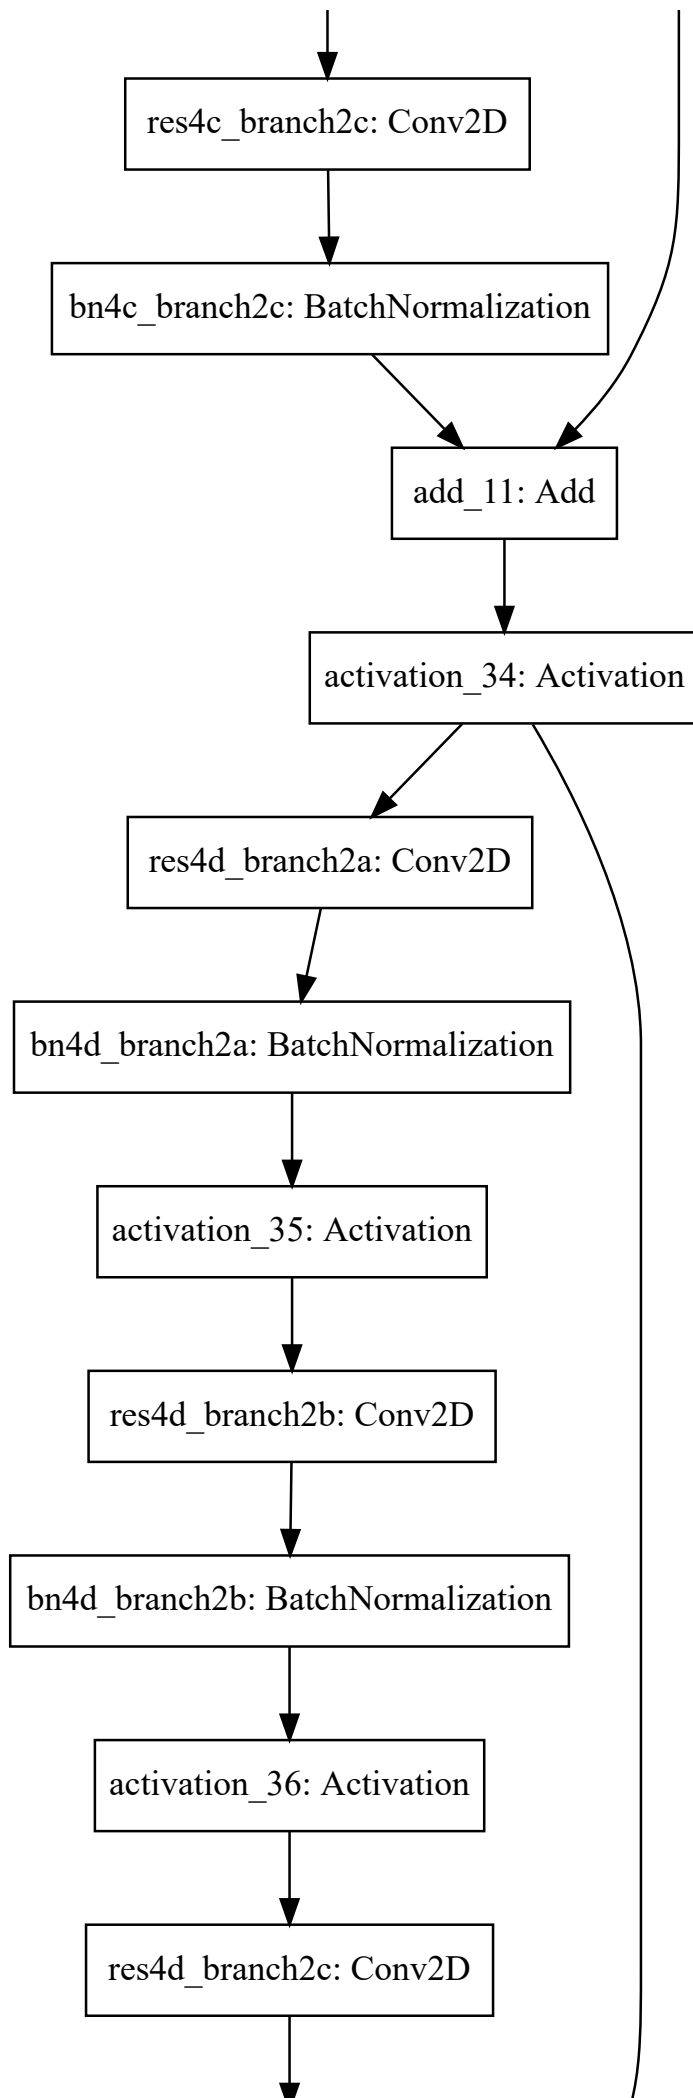 res4c_branch2c: Conv2D
bn4c_branch2c: BatchNormalization
add_11: Add
activation_34: Activation
res4d_branch2a: Conv2D
bn4d_branch2a: BatchNormalization
activation_35: Activation
res4d_branch2b: Conv2D
bn4d_branch2b: BatchNormalization
activation_36: Activation
res4d_branch2c: Conv2D